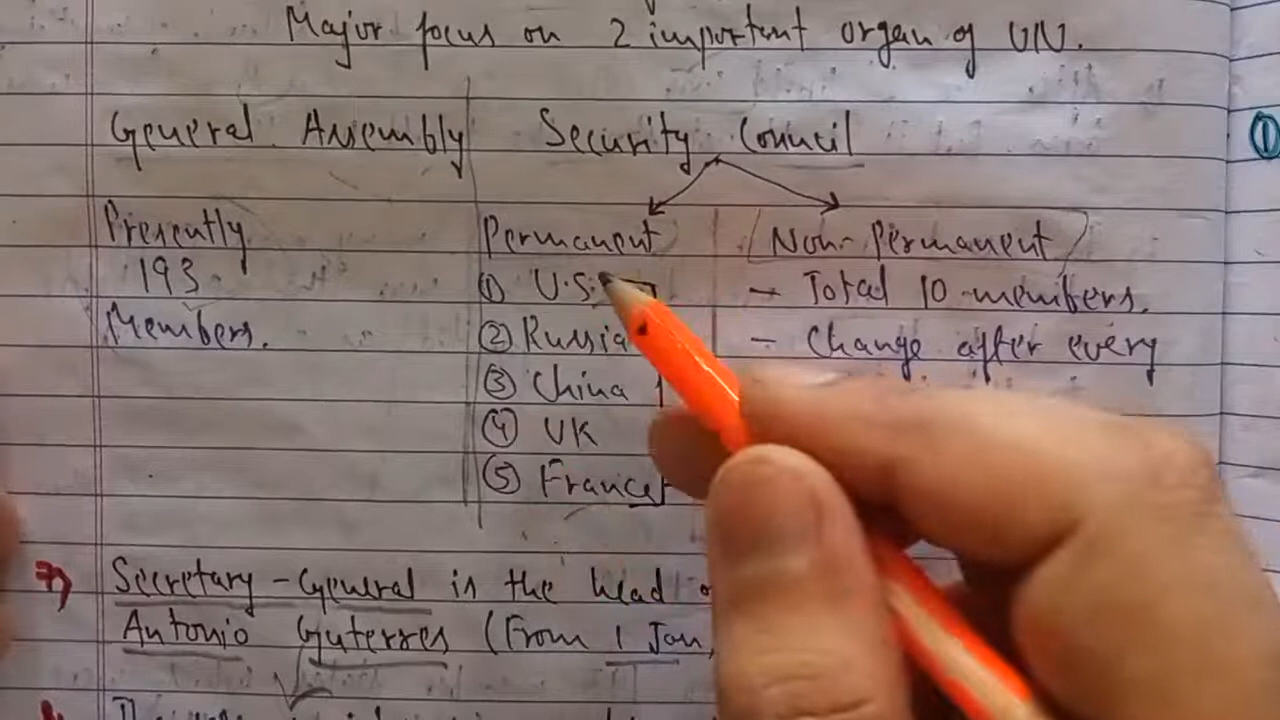 Major focus on 2 important organ of UN.
General Assembly Security Council
①
Presently Permanent Non-Permanent
193 ① U.S - Total 10 members.
Members. ② Russia - Change after every
③ China
④ UK
⑤ France
7) Secretary-General is the head
Antonio Guterres (From 1 Jan,